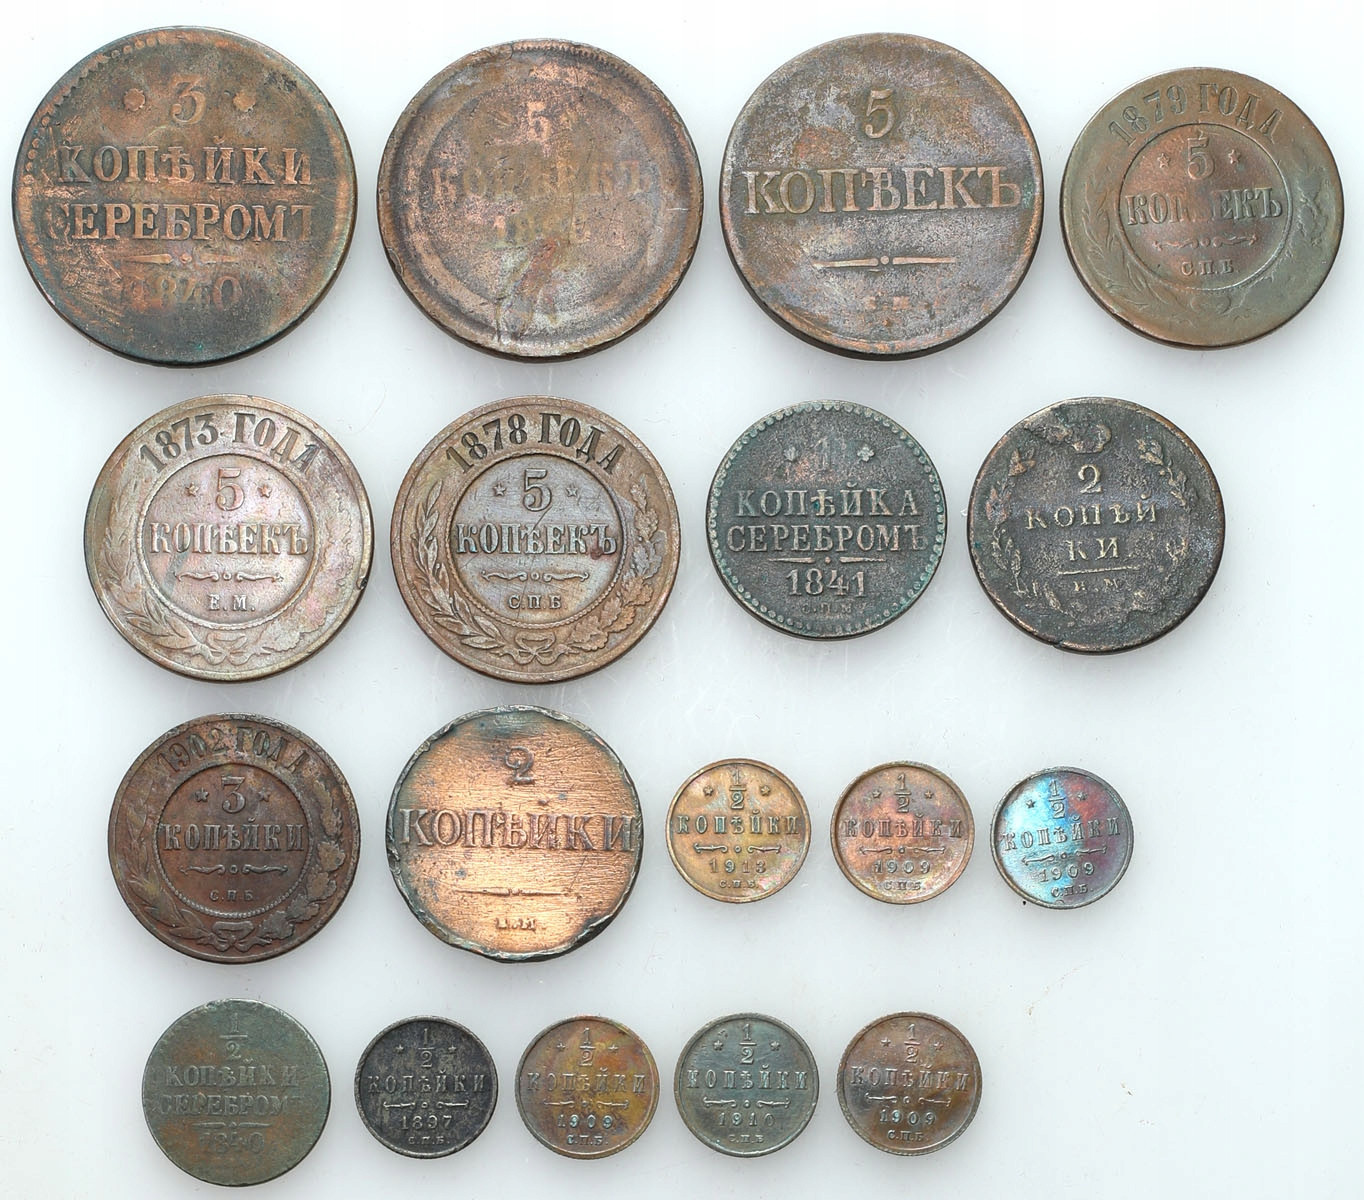 3
КОПѢЙКИ
СЕРЕБРОМЪ
1840
5
5
КОПѢЕКЪ
1879 ГОДА
5
КОПѢЕКЪ
С.П.Б
1873 ГОДА
5
КОПѢЕКЪ
Е.М.
1878 ГОДА
5
КОПѢЕКЪ
С.П.Б
1
КОПѢЙКА
СЕРЕБРОМЪ
1841
С.П.М
2
КОПѢЙ
КИ.
1902 ГОДА
3
КОПѢЙКИ
С.П.Б.
2
КОПѢЙКИ
1/2
КОПѢЙКИ
1913
С.П.Б.
1/2
КОПѢЙКИ
1909
С.П.Б.
1/2
КОПѢЙКИ
1909
С.П.Б.
1/2
КОПѢЙКИ
СЕРЕБРОМЪ
1840
1/2
КОПѢЙКИ
1897
С.П.Б.
1/2
КОПѢЙКИ
1909
С.П.Б.
1/2
КОПѢЙКИ
1910
С.П.Б
1/2
КОПѢЙКИ
1909
С.П.Б.